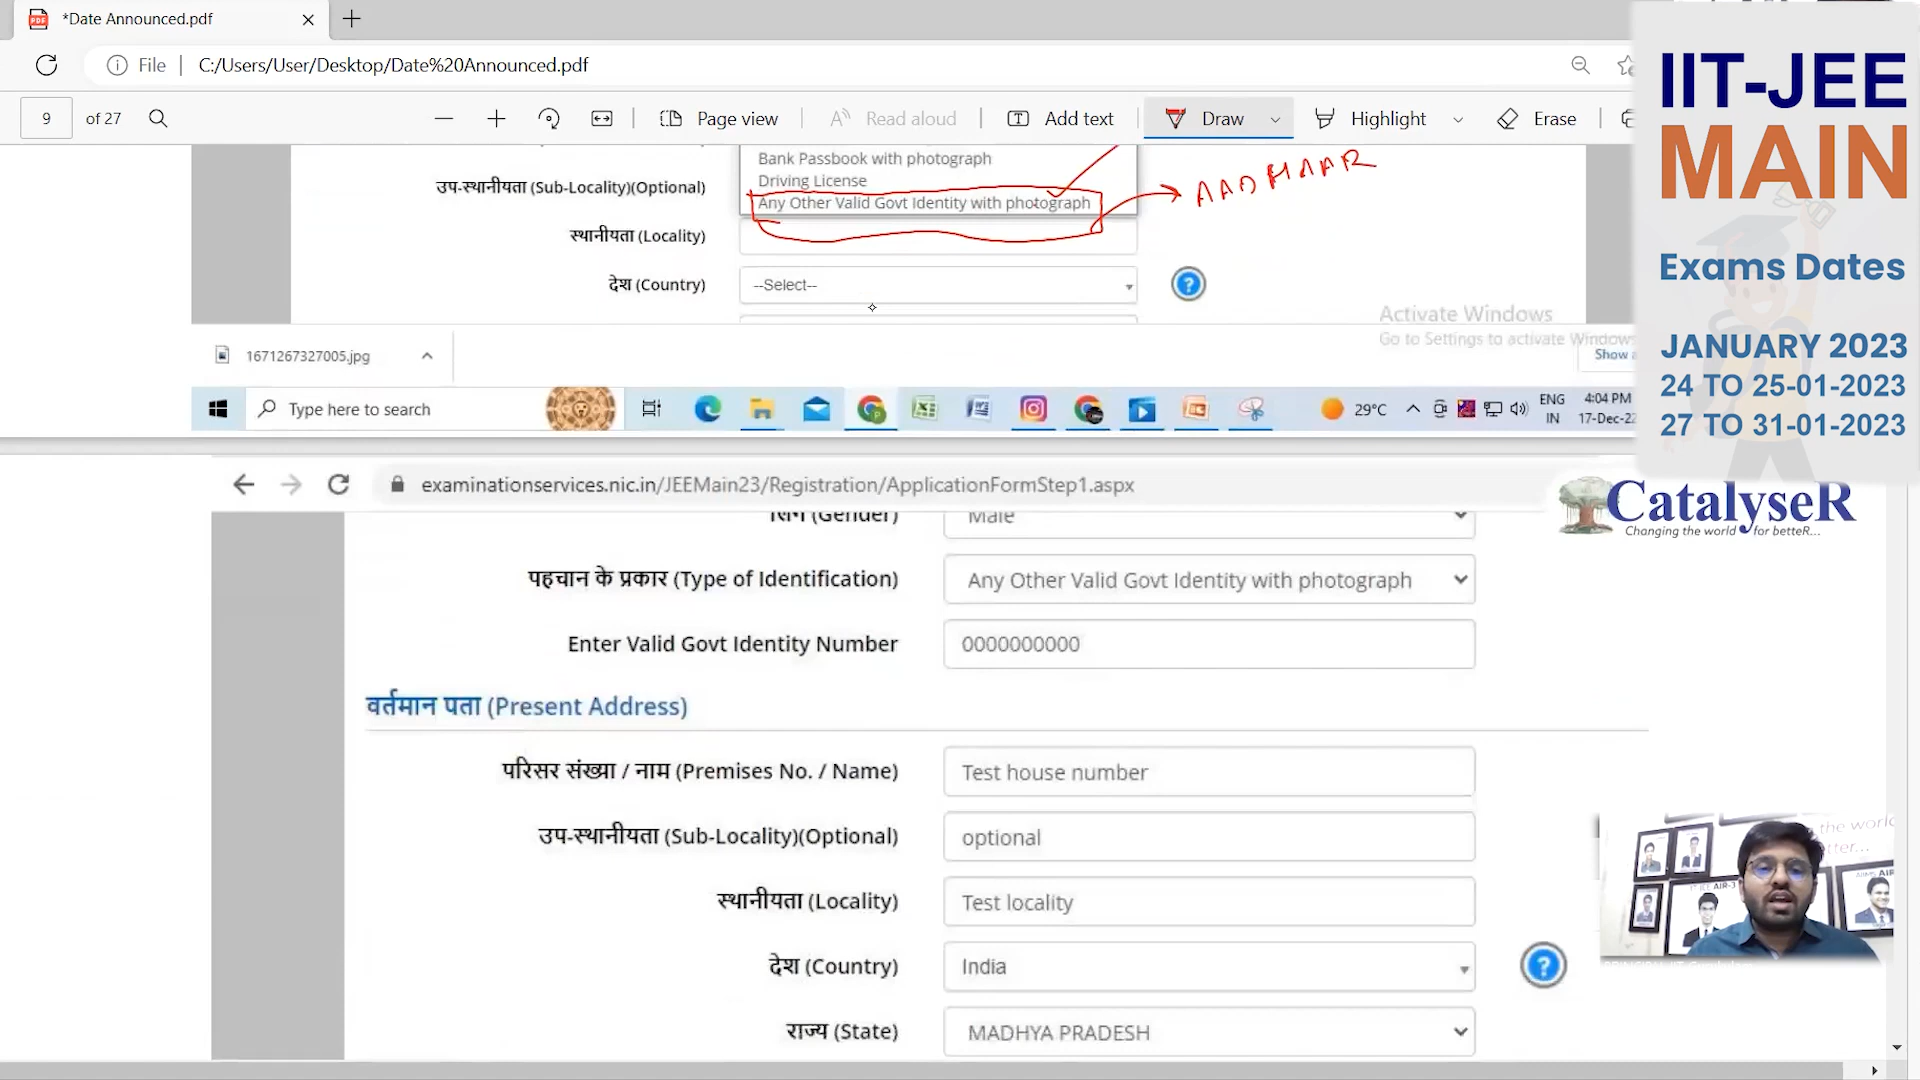 *Date Announced.pdf
File
C:/Users/User/Desktop/Date%20Announced.pdf
9 of 27
Page view
Read aloud
Add text
Draw
Highlight
Erase
Bank Passbook with photograph
उप-स्थानीयता (Sub-Locality)(Optional)
Driving License
Any Other Valid Govt Identity with photograph
AADHAAR
स्थानीयता (Locality)
देश (Country)
--Select--
?
Activate Windows
Go to Settings to activate Windows
1671267327005.jpg
Show
Type here to search
29°C
ENG
IN
4:04 PM
17-Dec-22
examinationservices.nic.in/JEEMain23/Registration/ApplicationFormStep1.aspx
लिंग (Gender)
Male
पहचान के प्रकार (Type of Identification)
Any Other Valid Govt Identity with photograph
Enter Valid Govt Identity Number
0000000000
वर्तमान पता (Present Address)
परिसर संख्या / नाम (Premises No. / Name)
Test house number
उप-स्थानीयता (Sub-Locality)(Optional)
optional
स्थानीयता (Locality)
Test locality
देश (Country)
India
?
राज्य (State)
MADHYA PRADESH
IIT-JEE
MAIN
Exams Dates
JANUARY 2023
24 TO 25-01-2023
27 TO 31-01-2023
CatalyseR
Changing the world for betteR...
the world